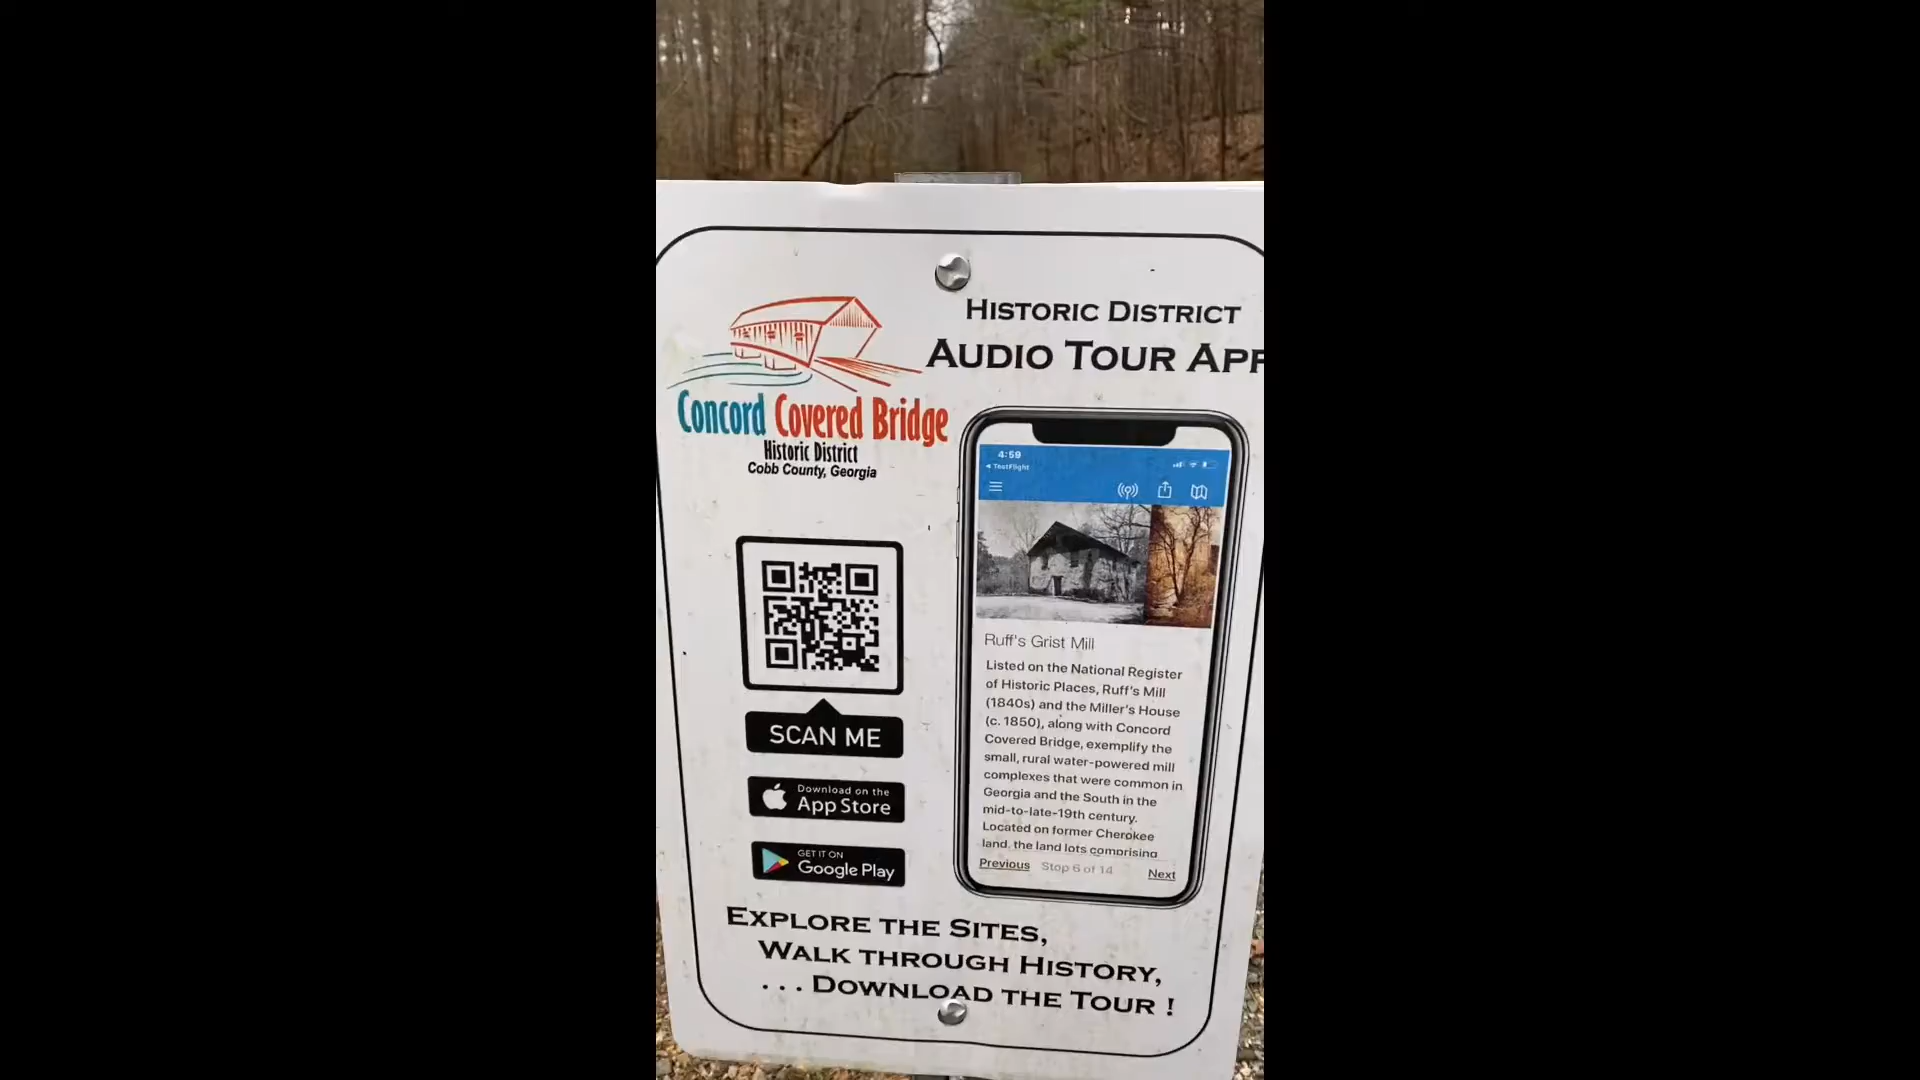 HISTORIC DISTRICT
AUDIO TOUR APP
Concord Covered Bridge
Historic District
Cobb County, Georgia
SCAN ME
Download on the
App Store
GET IT ON
Google Play
4:59
TestFlight
Ruff's Grist Mill
Listed on the National Register
of Historic Places, Ruff's Mill
(1840s) and the Miller's House
(c. 1850), along with Concord
Covered Bridge, exemplify the
small, rural water-powered mill
complexes that were common in
Georgia and the South in the
mid-to-late-19th century.
Located on former Cherokee
land, the land lots comprising
Previous Stop 6 of 14 Next
EXPLORE THE SITES,
WALK THROUGH HISTORY,
. . . DOWNLOAD THE TOUR !